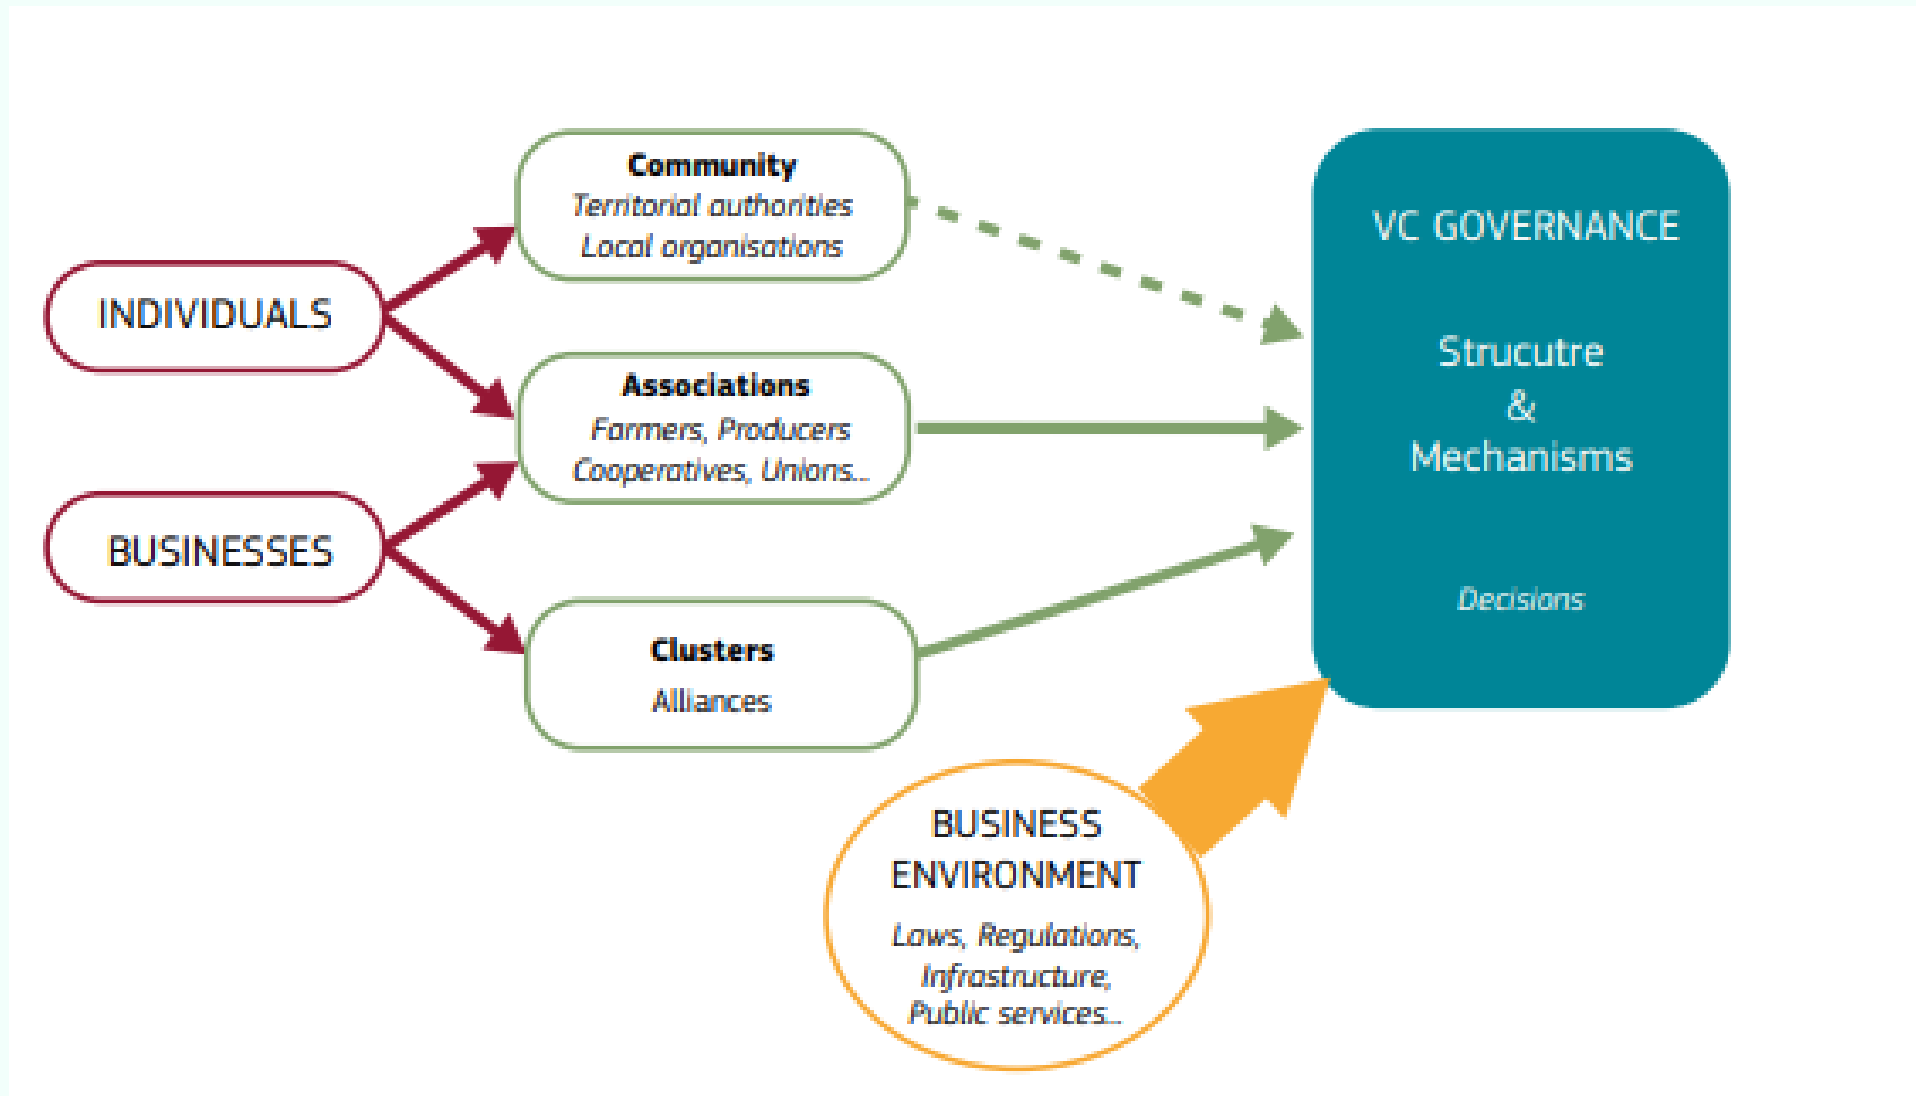 INDIVIDUALS
BUSINESSES
Community
Territorial authorities
Local organisations
Associations
Farmers, Producers
Cooperatives, Unions...
Clusters
Alliances
VC GOVERNANCE
Strucutre
&
Mechanisms
Decisions
BUSINESS
ENVIRONMENT
Laws, Regulations,
Infrastructure,
Public services...